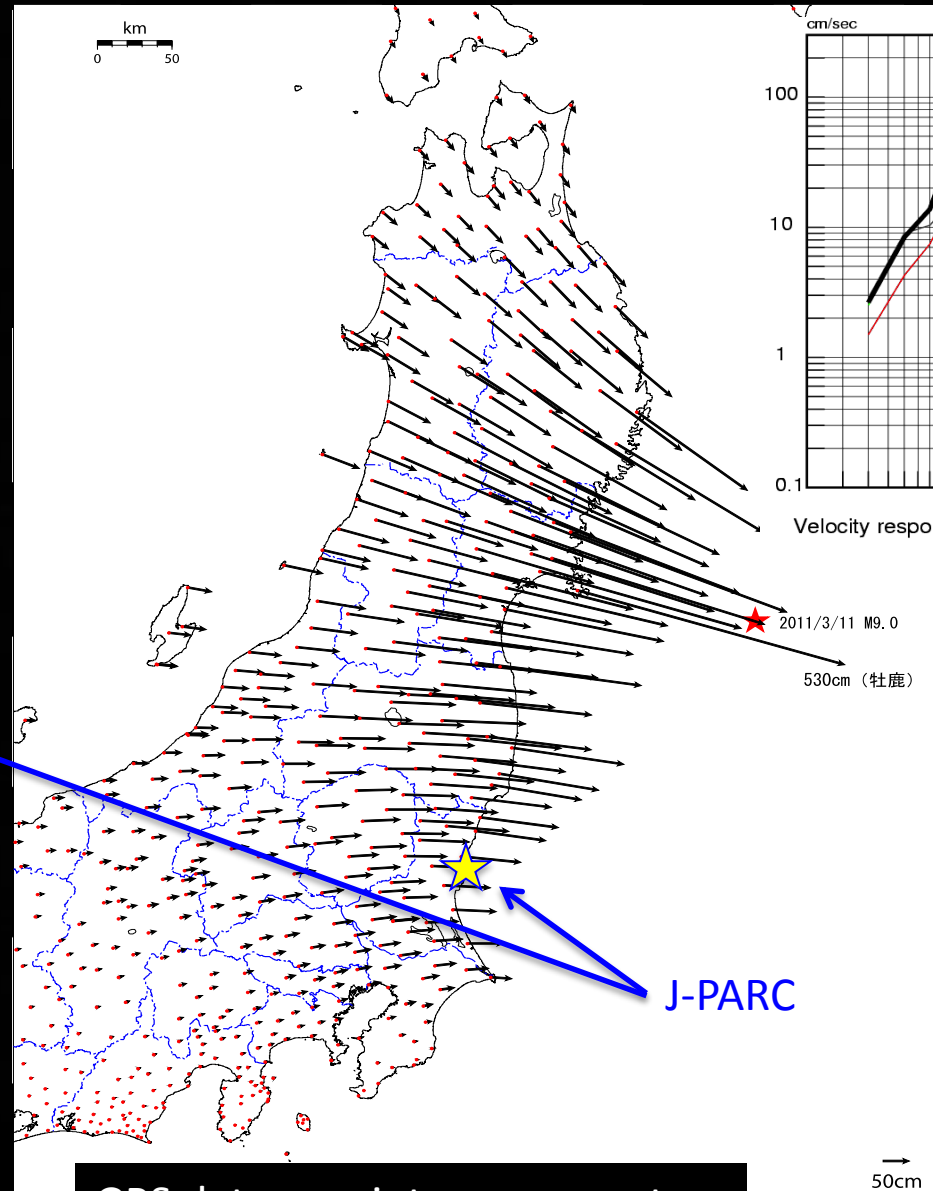 km
0 50
cm/sec
100
10
1
0.1
Velocity respo
2011/3/11 M9.0
530cm（牡鹿）
J-PARC
50cm